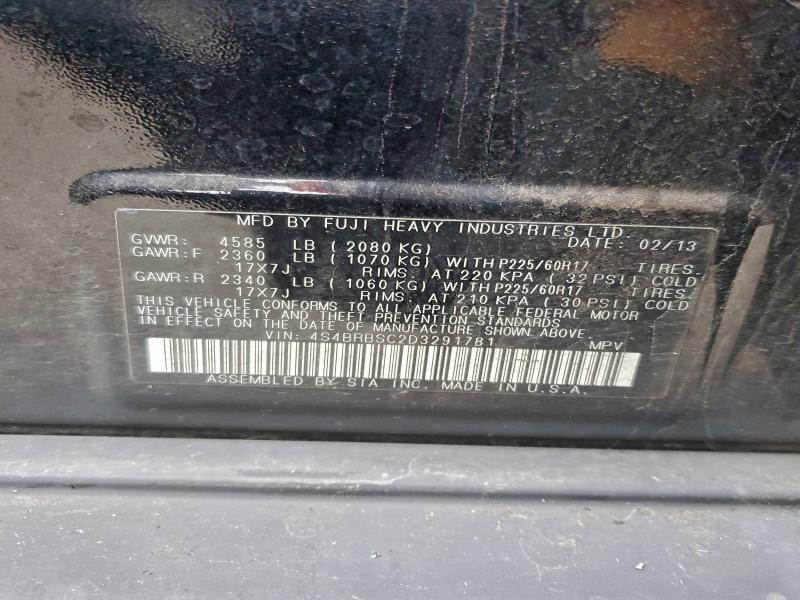 MFD BY FUJI HEAVY INDUSTRIES LTD.
GVWR: 4585 LB (2080 KG) DATE: 02/13
GAWR:F 2360 LB (1070 KG) WITH P225/60R17 TIRES.
17X7J RIMS. AT 220 KPA (32 PSI) COLD
GAWR:R 2340 LB (1060 KG) WITH P225/60R17 TIRES.
17X7J RIMS. AT 210 KPA (30 PSI) COLD
THIS VEHICLE CONFORMS TO ALL APPLICABLE FEDERAL MOTOR
VEHICLE SAFETY AND THEFT PREVENTION STANDARDS
IN EFFECT ON THE DATE OF MANUFACTURE SHOWN ABOVE.
VIN: 4S4BRBSC2D3291781 MPV
ASSEMBLED BY SIA INC. MADE IN U.S.A.